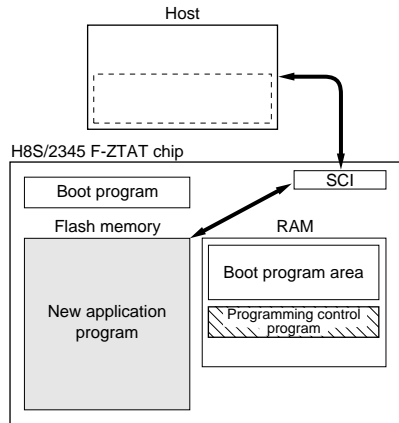 Host
H8S/2345 F-ZTAT chip
SCI
Boot program
Flash memory
RAM
Boot program area
New application
program
Programming control
program